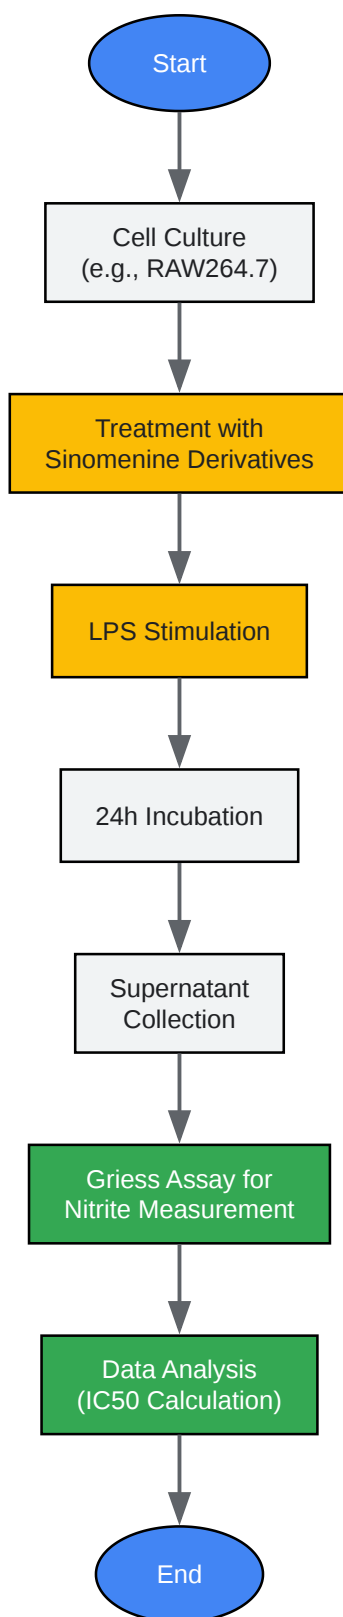 Start
Cell Culture
(e.g., RAW264.7)
Treatment with
Sinomenine Derivatives
LPS Stimulation
24h Incubation
Supernatant
Collection
Griess Assay for
Nitrite Measurement
Data Analysis
(IC50 Calculation)
End